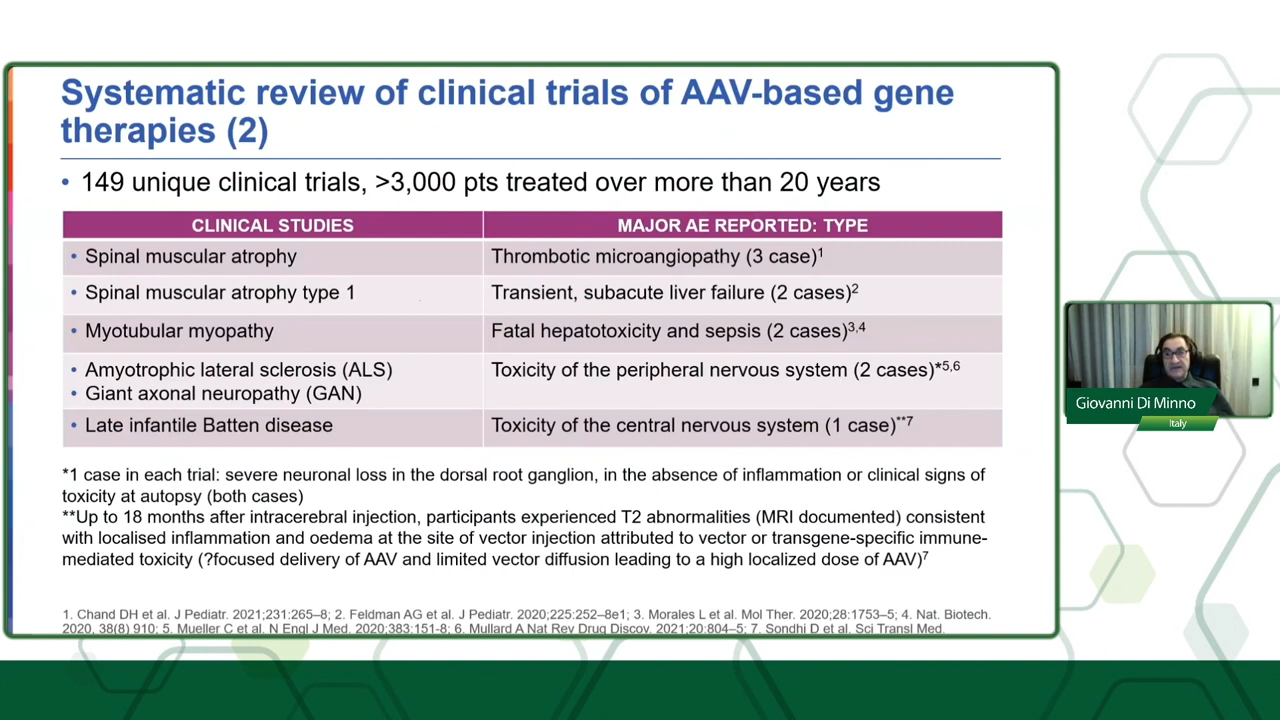 Systematic review of clinical trials of AAV-based gene
therapies (2)
• 149 unique clinical trials, >3,000 pts treated over more than 20 years
CLINICAL STUDIES
MAJOR AE REPORTED: TYPE
• Spinal muscular atrophy
Thrombotic microangiopathy (3 case)1
• Spinal muscular atrophy type 1
Transient, subacute liver failure (2 cases)2
• Myotubular myopathy
Fatal hepatotoxicity and sepsis (2 cases)3,4
• Amyotrophic lateral sclerosis (ALS)
• Giant axonal neuropathy (GAN)
Toxicity of the peripheral nervous system (2 cases)*5,6
• Late infantile Batten disease
Toxicity of the central nervous system (1 case)**7
*1 case in each trial: severe neuronal loss in the dorsal root ganglion, in the absence of inflammation or clinical signs of
toxicity at autopsy (both cases)
**Up to 18 months after intracerebral injection, participants experienced T2 abnormalities (MRI documented) consistent
with localised inflammation and oedema at the site of vector injection attributed to vector or transgene-specific immune-
mediated toxicity (?focused delivery of AAV and limited vector diffusion leading to a high localized dose of AAV)7
1. Chand DH et al. J Pediatr. 2021;231:265–8; 2. Feldman AG et al. J Pediatr. 2020;225:252–8e1; 3. Morales L et al. Mol Ther. 2020;28:1753–5; 4. Nat. Biotech.
2020, 38(8) 910; 5. Mueller C et al. N Engl J Med. 2020;383:151-8; 6. Mullard A Nat Rev Drug Discov. 2021;20:804–5; 7. Sondhi D et al. Sci Transl Med.
Giovanni Di Minno
Italy